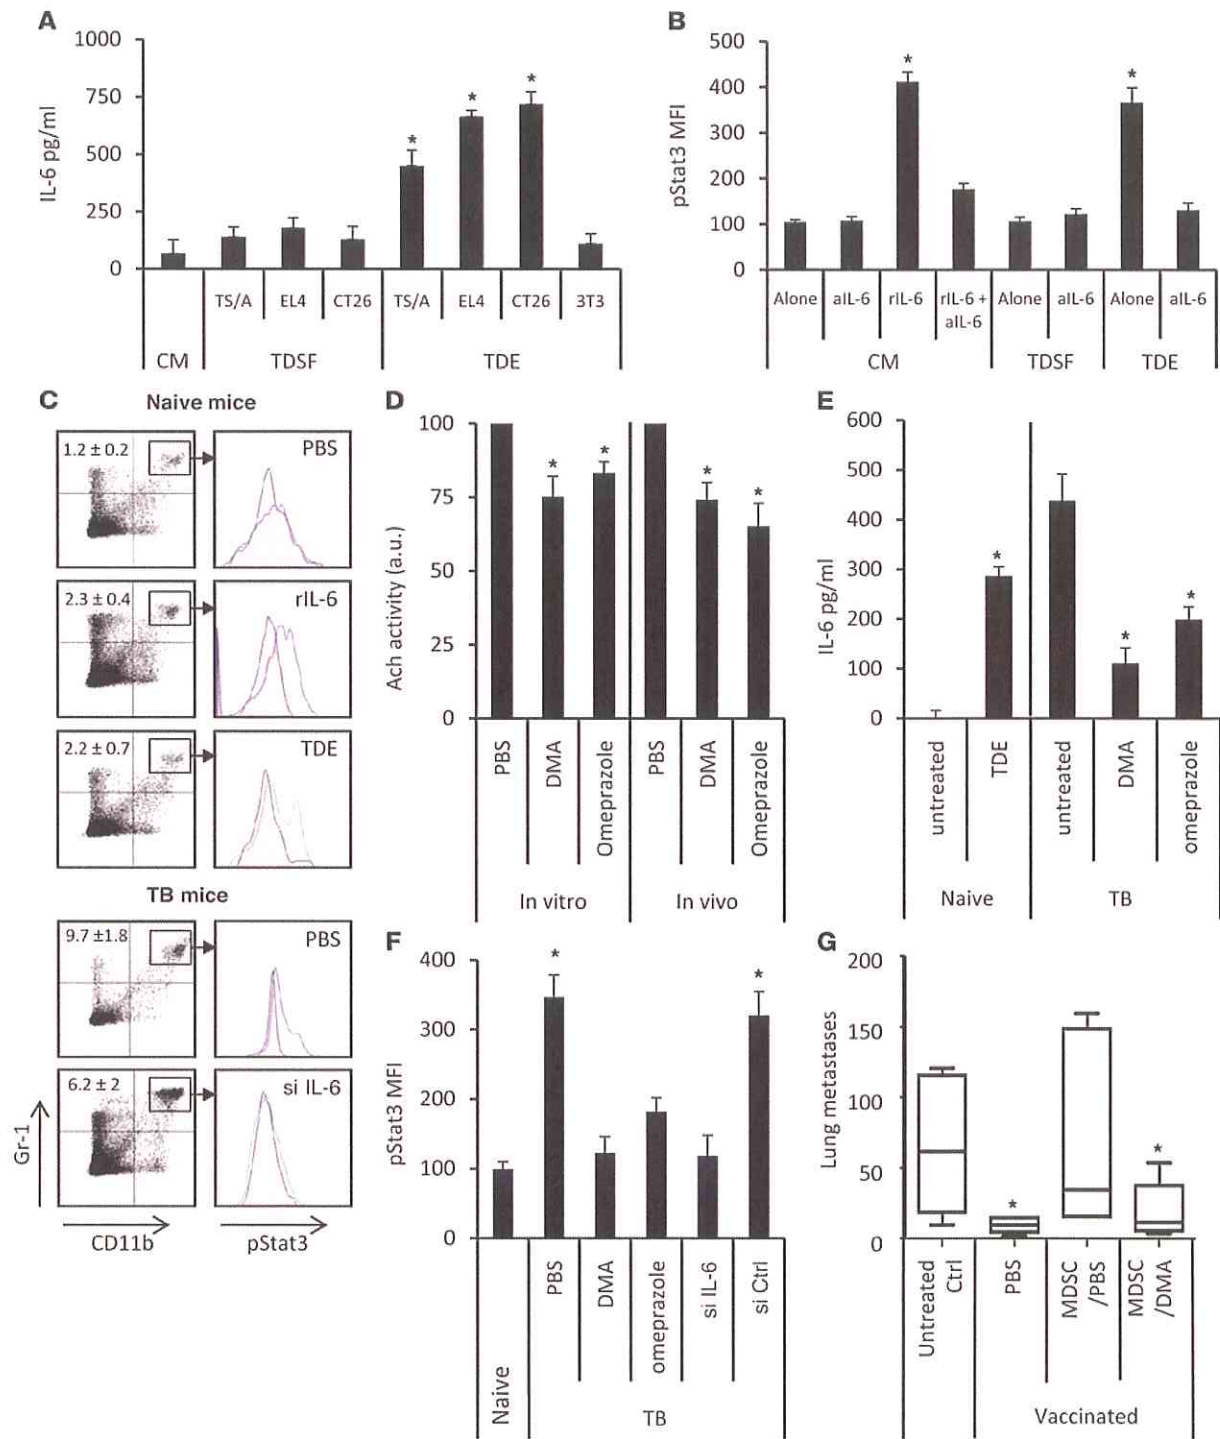 A
1000
750
500
250
0
IL-6 pg/ml
*
*
*
TS/A
EL4
CT26
TS/A
EL4
CT26
3T3
CM
TDSF
TDE
B
500
400
300
200
100
0
pStat3 MFI
*
*
Alone
aIL-6
rIL-6
rIL-6 +
aIL-6
Alone
aIL-6
Alone
aIL-6
CM
TDSF
TDE
C
Naive mice
1.2 ± 0.2
PBS
2.3 ± 0.4
rIL-6
2.2 ± 0.7
TDE
TB mice
9.7 ±1.8
PBS
6.2 ± 2
si IL-6
Gr-1
CD11b
pStat3
D
100
75
50
25
0
Ach activity (a.u.)
*
*
*
*
PBS
DMA
Omeprazole
PBS
DMA
Omeprazole
In vitro
In vivo
E
600
500
400
300
200
100
0
IL-6 pg/ml
*
*
*
untreated
TDE
untreated
DMA
omeprazole
Naive
TB
F
400
300
200
100
0
pStat3 MFI
*
*
Naive
PBS
DMA
omeprazole
si IL-6
si Ctrl
TB
G
200
150
100
50
0
Lung metastases
*
*
Untreated
Ctrl
PBS
MDSC
/PBS
MDSC
/DMA
Vaccinated